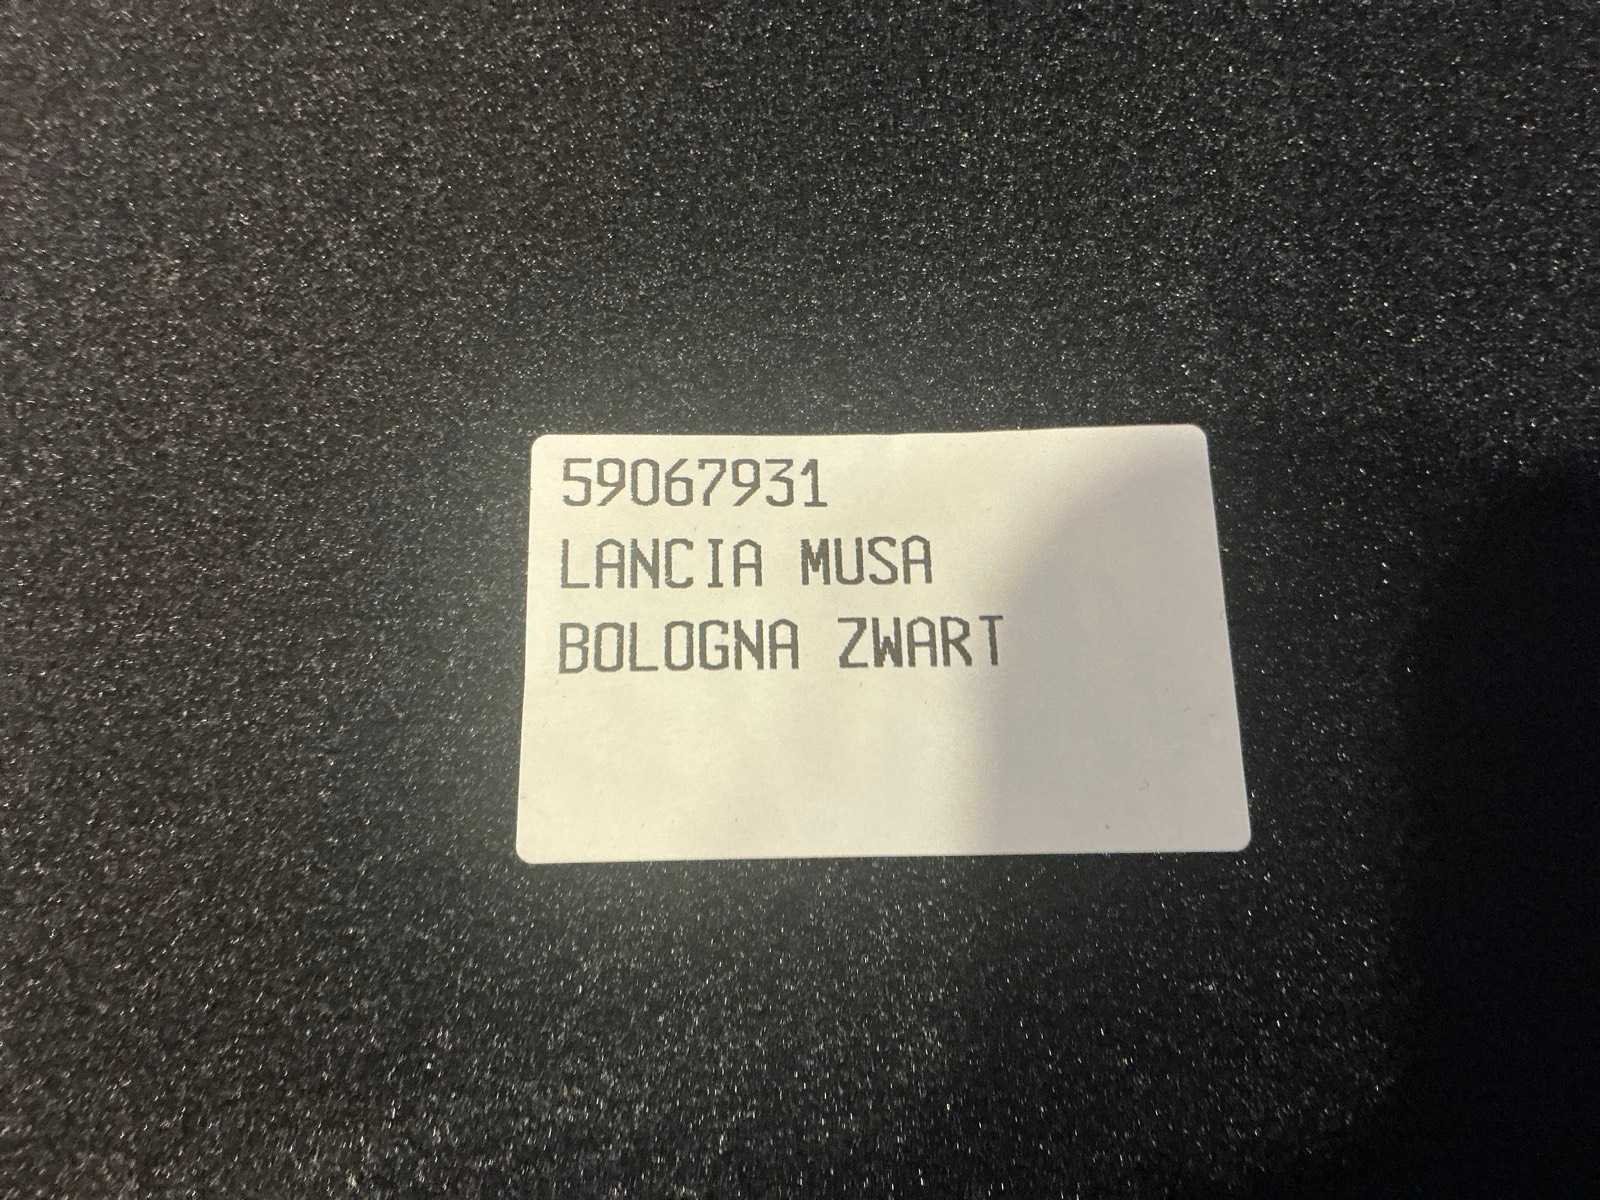 59067931
LANCIA MUSA
BOLOGNA ZWART